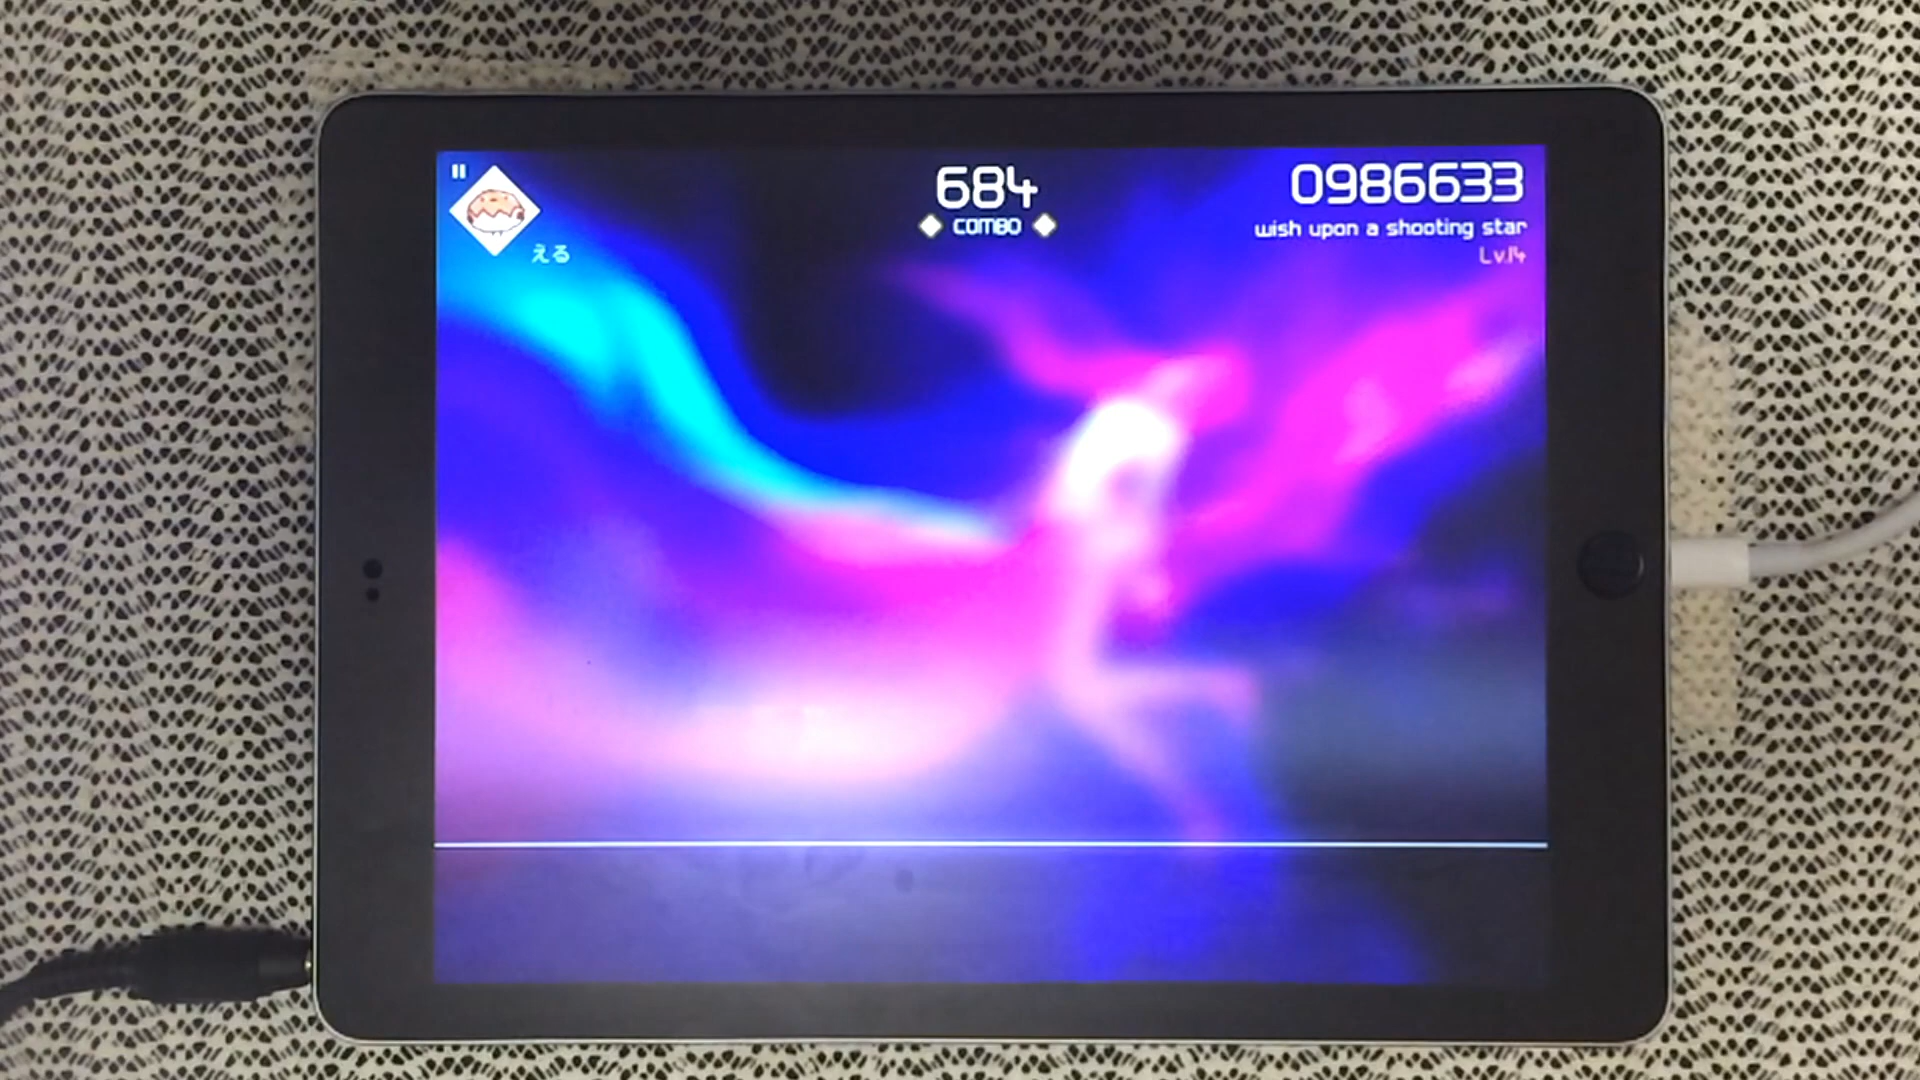 684
COMBO
0986633
wish upon a shooting star
Lv.14
える